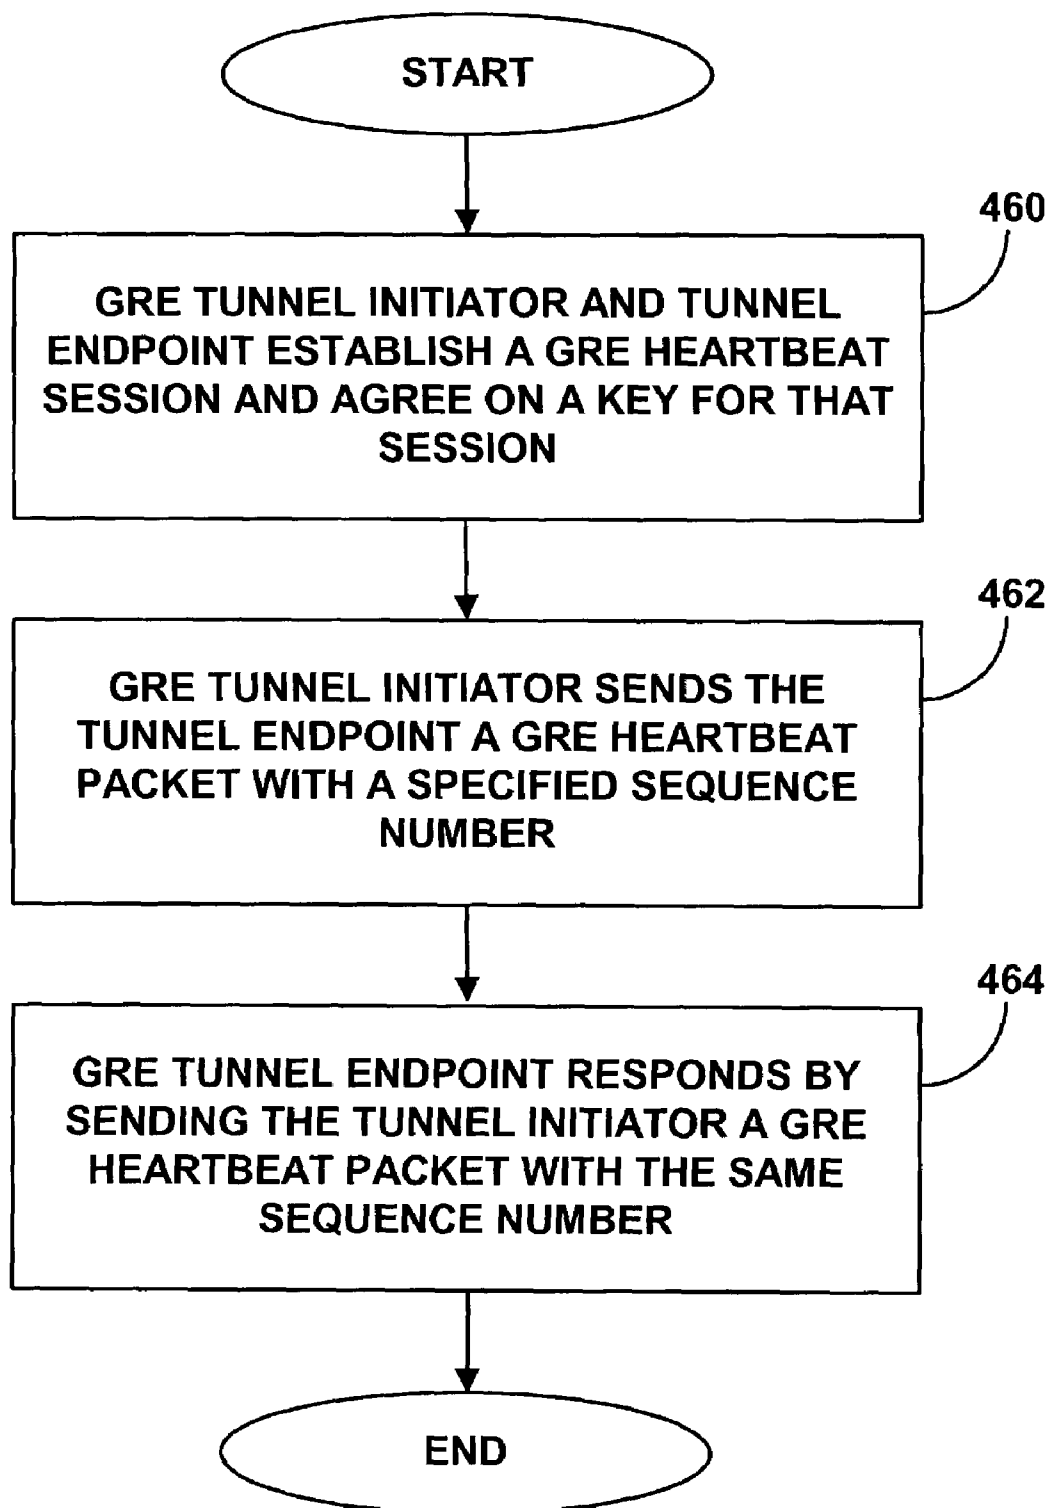 START
460
GRE TUNNEL INITIATOR AND TUNNEL
ENDPOINT ESTABLISH A GRE HEARTBEAT
SESSION AND AGREE ON A KEY FOR THAT
SESSION
462
GRE TUNNEL INITIATOR SENDS THE
TUNNEL ENDPOINT A GRE HEARTBEAT
PACKET WITH A SPECIFIED SEQUENCE
NUMBER
464
GRE TUNNEL ENDPOINT RESPONDS BY
SENDING THE TUNNEL INITIATOR A GRE
HEARTBEAT PACKET WITH THE SAME
SEQUENCE NUMBER
END